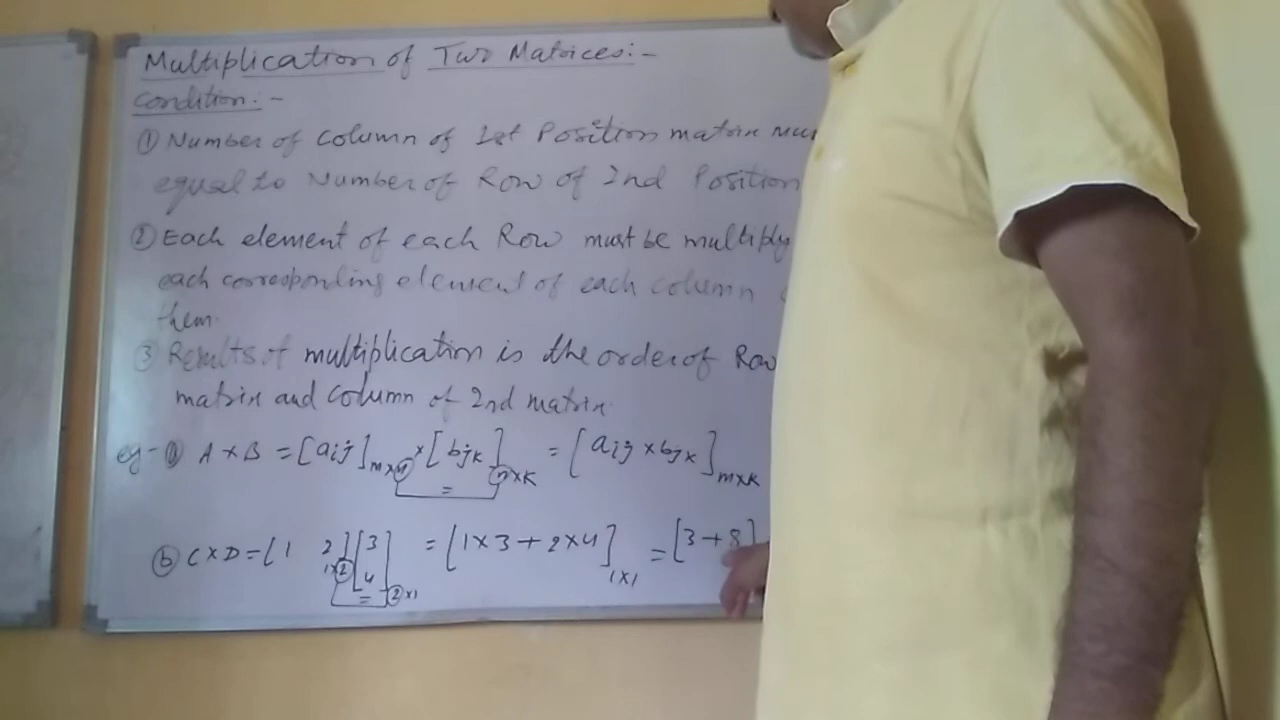 Multiplication of Two Matrices:-
Condition:-
① Number of Column of 1st Position matrix
equal to Number of Row of 2nd Position
② Each element of each Row must be multiply
each corresponding element of each column
them.
③ Results of multiplication is the order of Row
matrix and Column of 2nd matrix.
eg- ⓐ A × B = [aij]m×n × [bjk]n×k = [aij × bjk]m×k
=
ⓑ C × D = [1 2]1×2 [3 4]2×1 = [1×3 + 2×4]1×1 = [3+8]
=